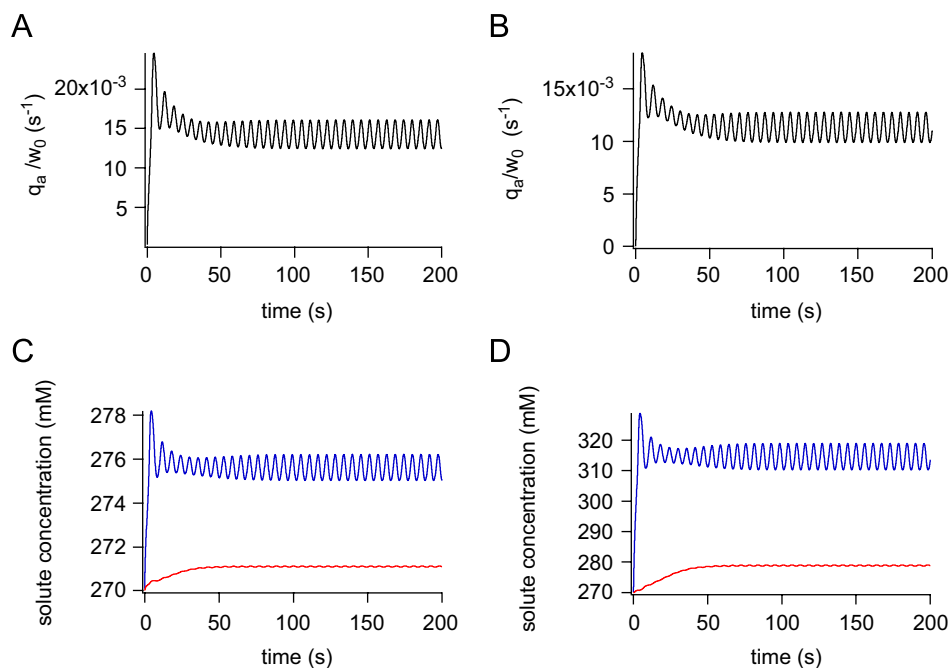 A
20x10-3
15
10
5
qa /w0 (s-1)
0 50 100 150 200
time (s)
B
15x10-3
10
5
0
qa/w0 (s-1)
0 50 100 150 200
time (s)
C
278
276
274
272
270
solute concentration (mM)
0 50 100 150 200
time (s)
D
320
310
300
290
280
270
solute concentration (mM)
0 50 100 150 200
time (s)